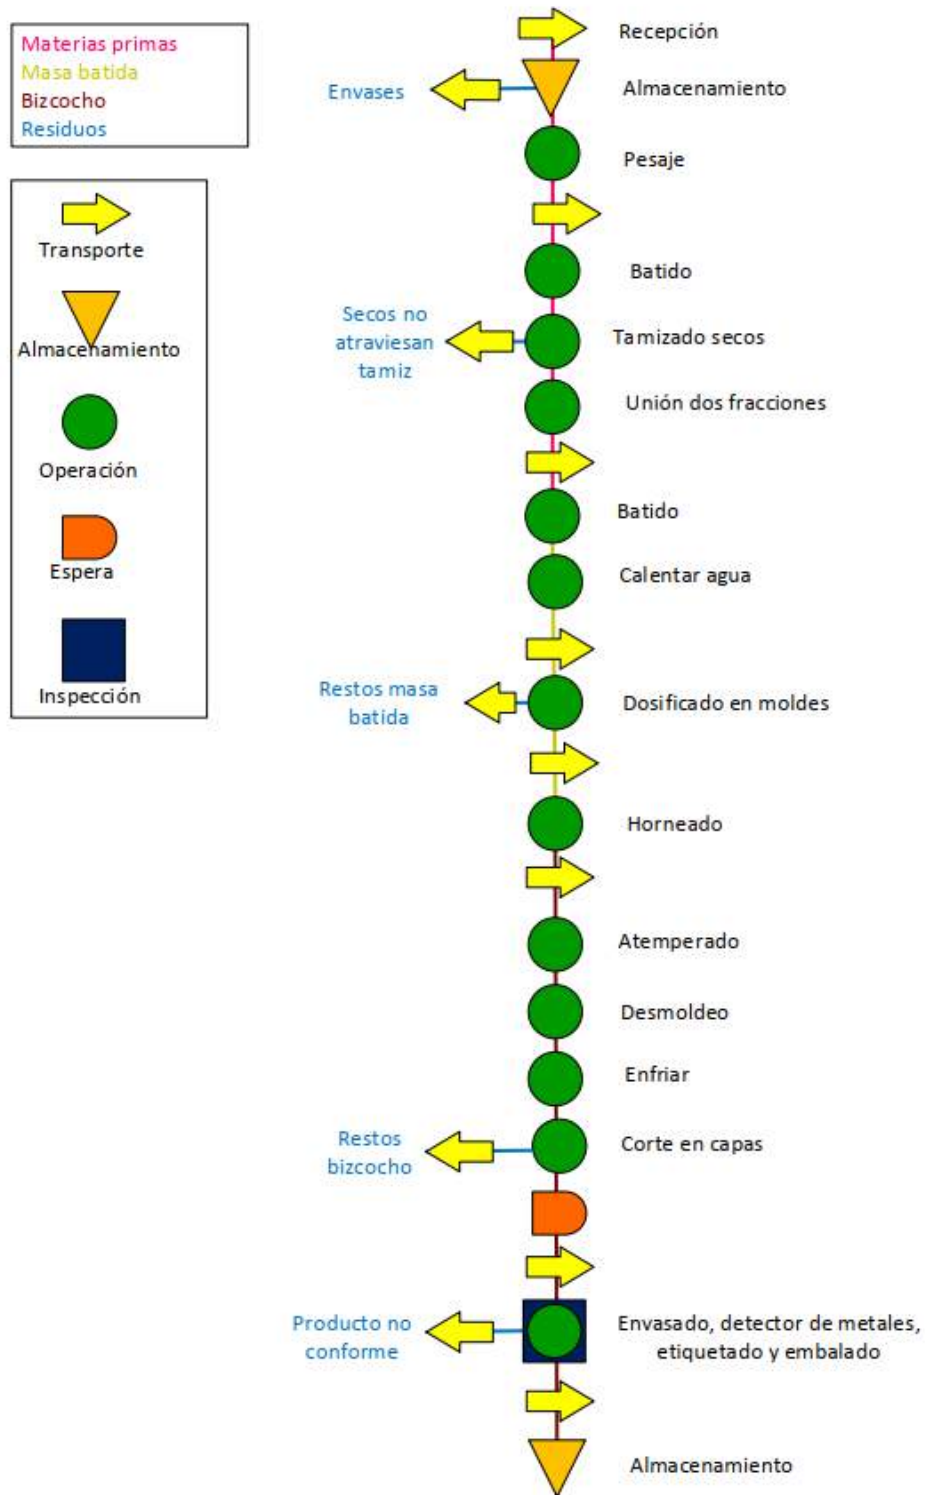 Materias primas
Masa batida
Bizcocho
Residuos
Transporte
Almacenamiento
Operación
Espera
Inspección
Recepción
Envases
Almacenamiento
Pesaje
Batido
Secos no
atraviesan
tamiz
Tamizado secos
Unión dos fracciones
Batido
Calentar agua
Restos masa
batida
Dosificado en moldes
Horneado
Atemperado
Desmoldeo
Enfriar
Restos
bizcocho
Corte en capas
Producto no
conforme
Envasado, detector de metales,
etiquetado y embalado
Almacenamiento